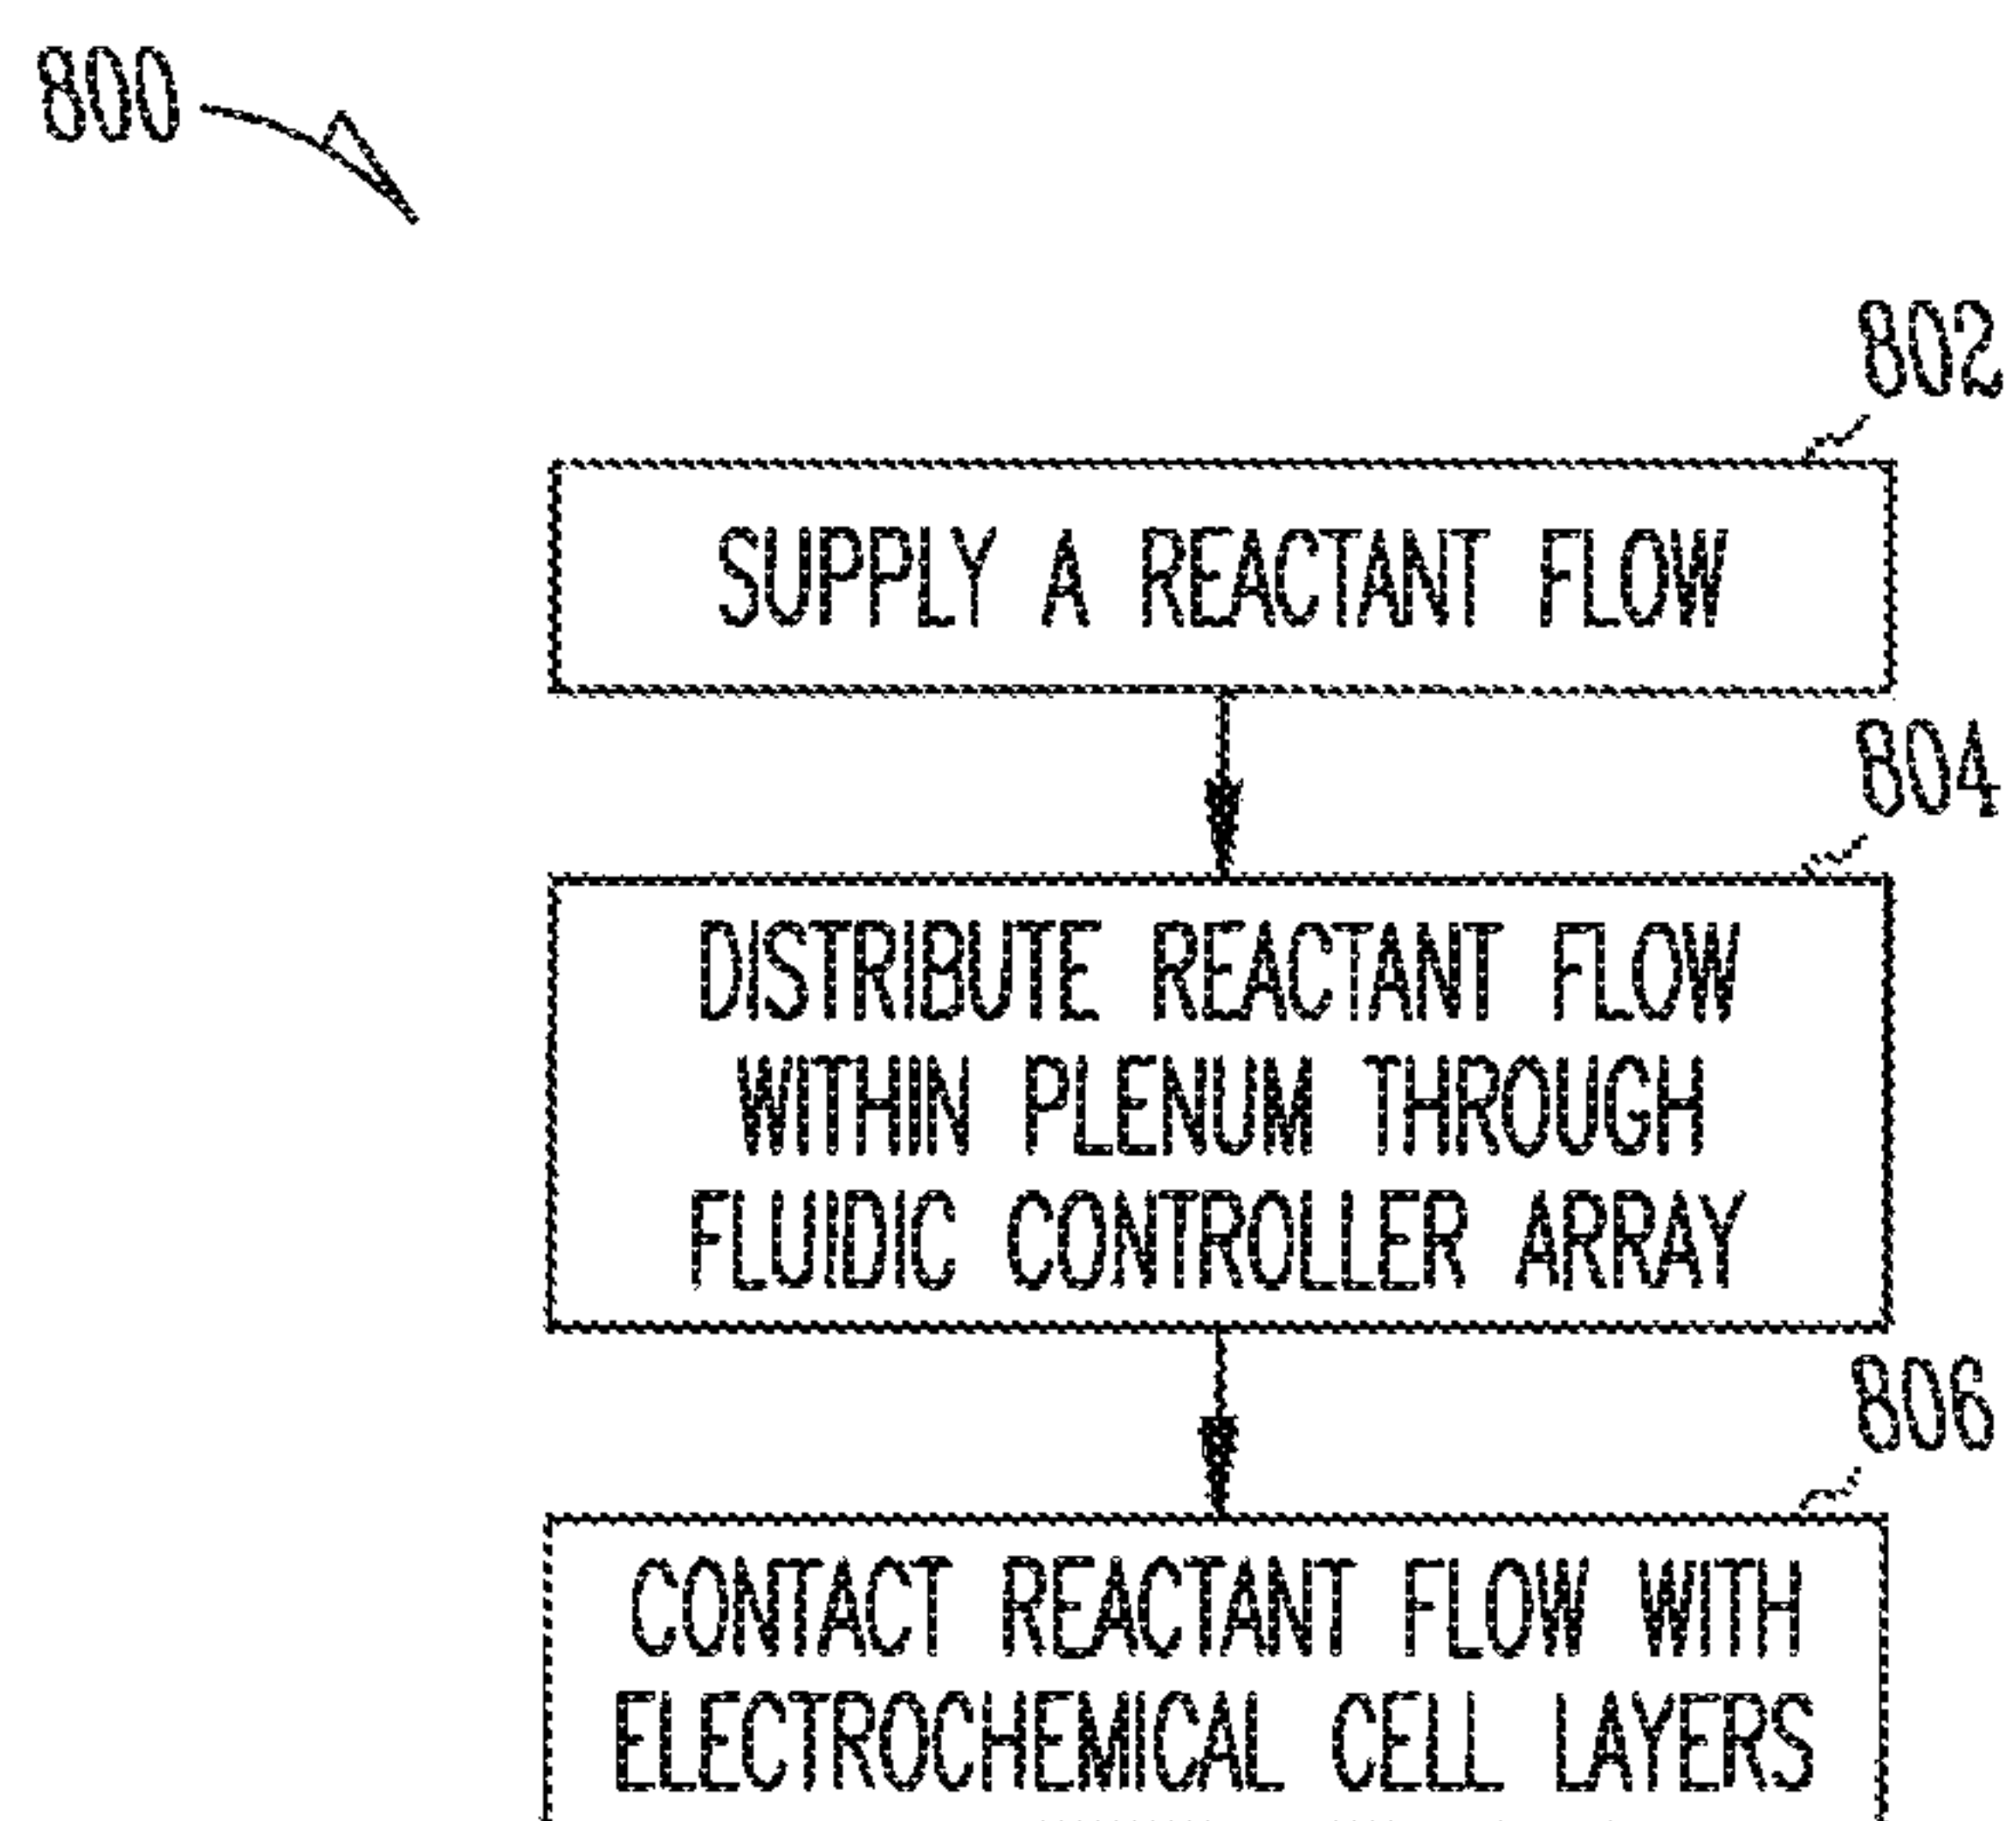 800
802
SUPPLY A REACTANT FLOW
804
DISTRIBUTE REACTANT FLOW
WITHIN PLENUM THROUGH
FLUIDIC CONTROLLER ARRAY
806
CONTACT REACTANT FLOW WITH
ELECTROCHEMICAL CELL LAYERS